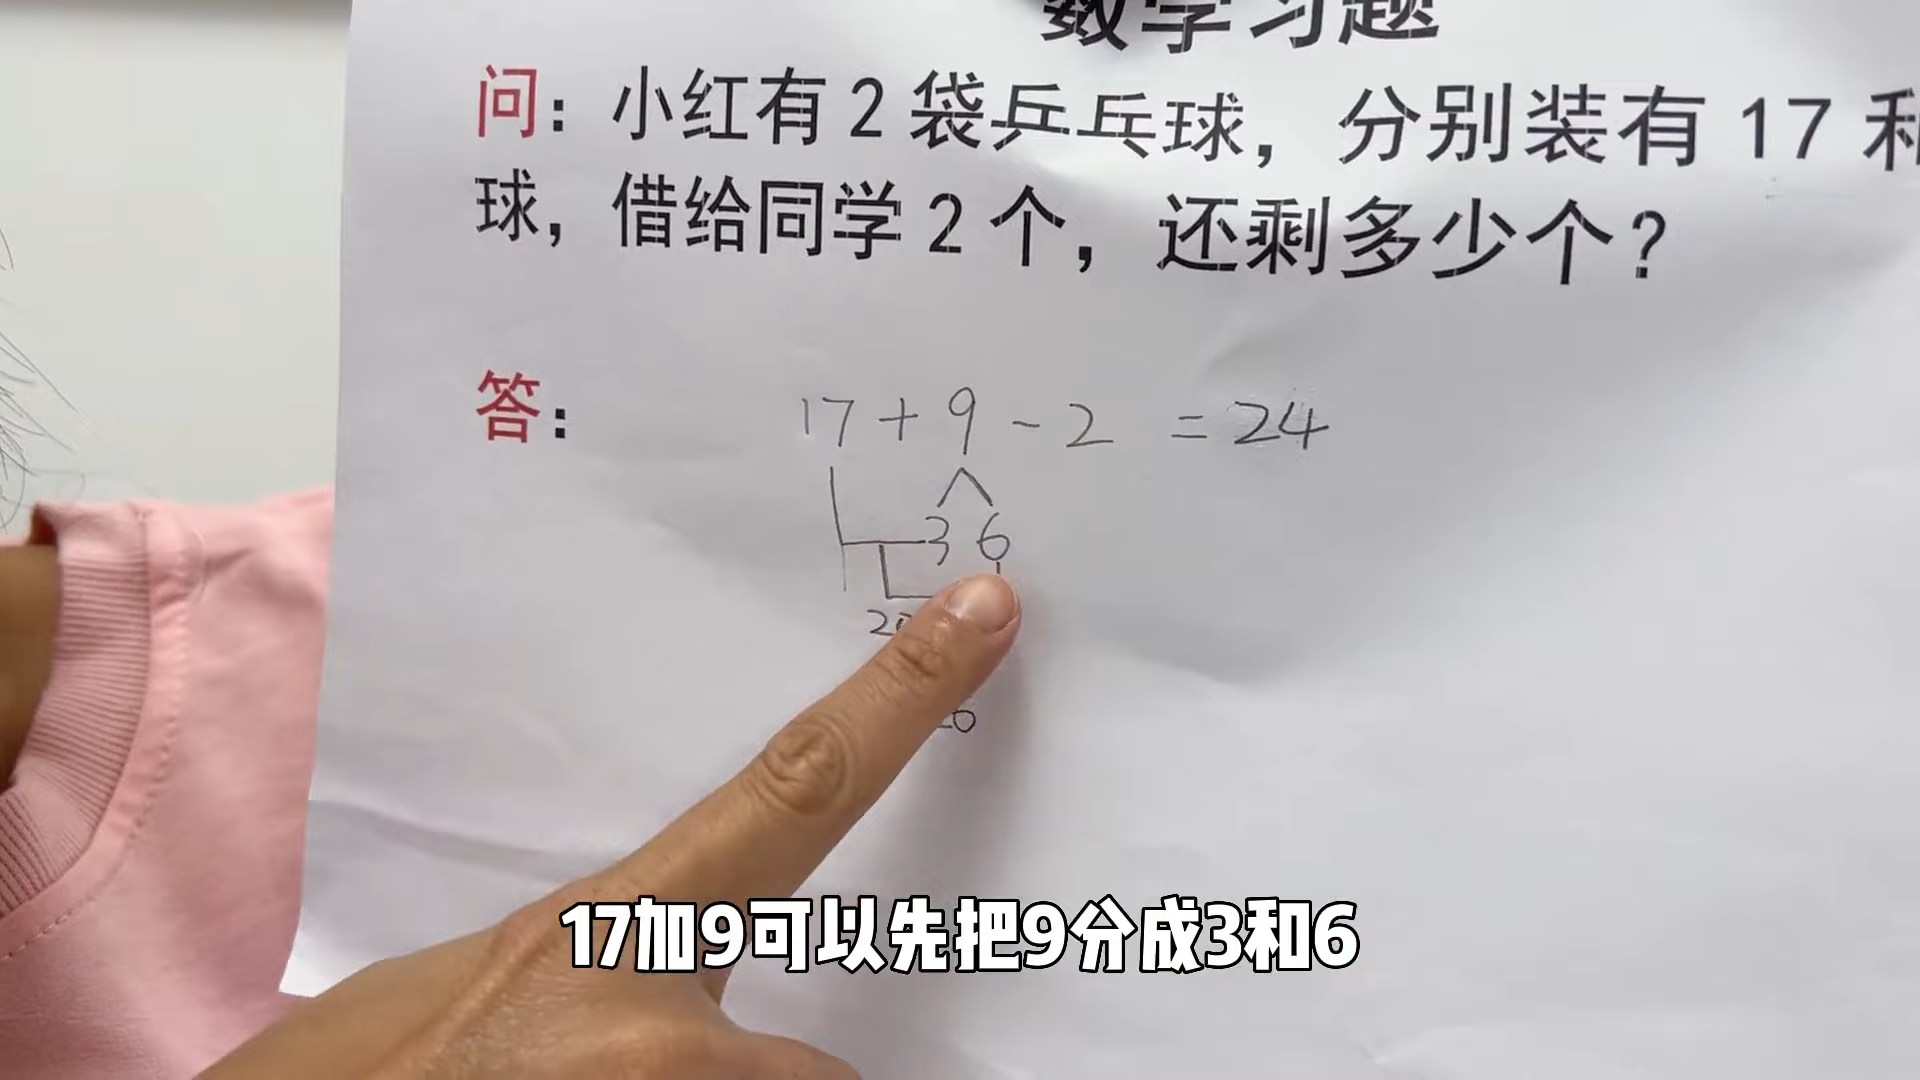 数学习题
问：小红有 2 袋乒乓球，分别装有 17 和
球，借给同学 2 个，还剩多少个？
答：
17 + 9 - 2 = 24
3 6
17加9可以先把9分成3和6